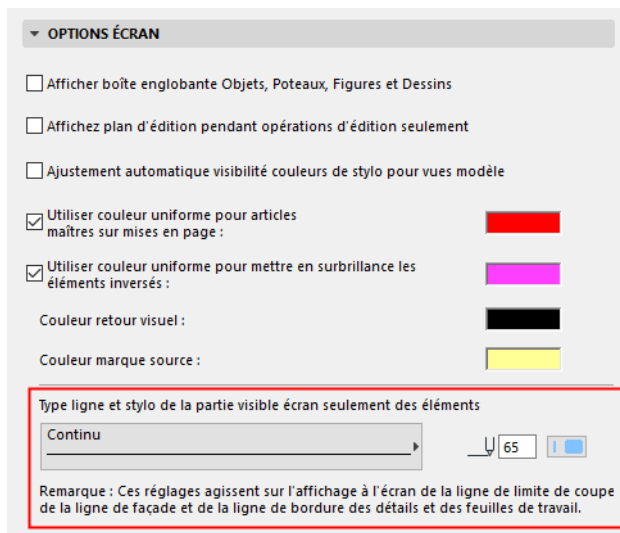 OPTIONS ÉCRAN
Afficher boîte englobante Objets, Poteaux, Figures et Dessins
Affichez plan d'édition pendant opérations d'édition seulement
Ajustement automatique visibilité couleurs de stylo pour vues modèle
Utiliser couleur uniforme pour articles
maîtres sur mises en page :
Utiliser couleur uniforme pour mettre en surbrillance les
éléments inversés :
Couleur retour visuel :
Couleur marque source :
Type ligne et stylo de la partie visible écran seulement des éléments
Continu
65
Remarque : Ces réglages agissent sur l'affichage à l'écran de la ligne de limite de coupe
de la ligne de façade et de la ligne de bordure des détails et des feuilles de travail.